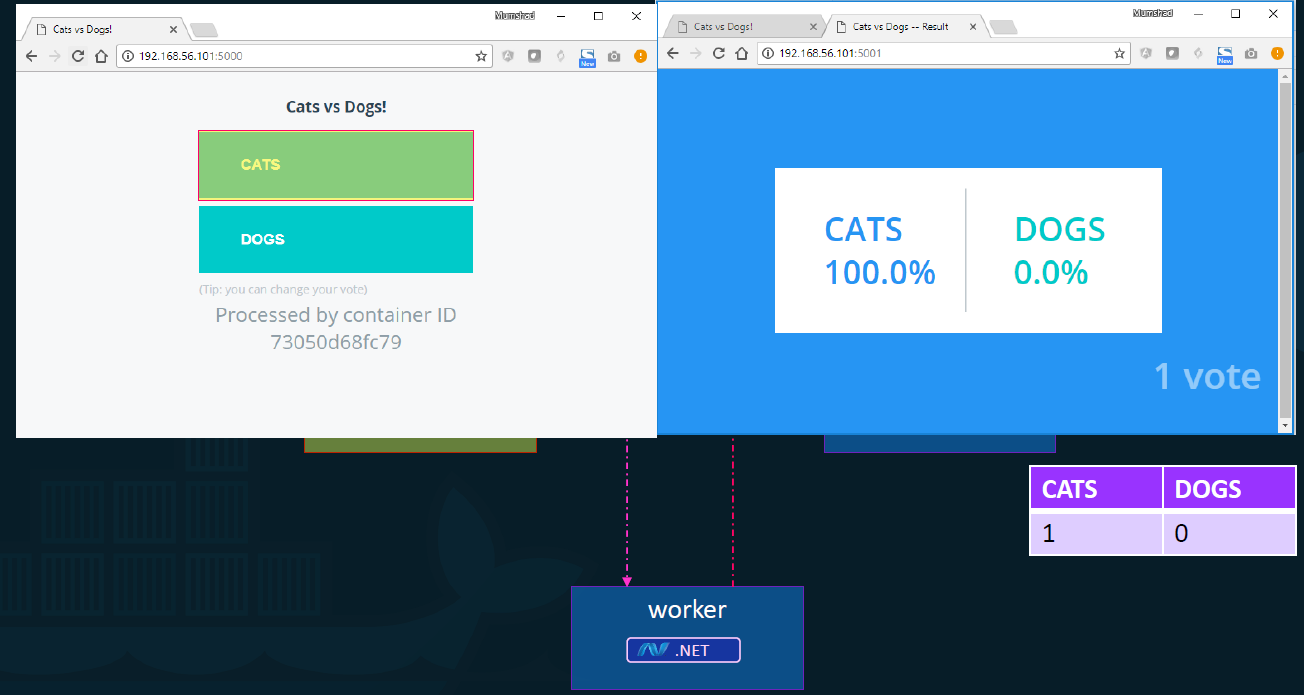 Mumshad
Cats vs Dogs!
192.168.56.101:5000
New
Cats vs Dogs!
CATS
DOGS
(Tip: you can change your vote)
Processed by container ID
73050d68fc79
Mumshad
Cats vs Dogs!
Cats vs Dogs -- Result
192.168.56.101:5001
New
CATS
100.0%
DOGS
0.0%
1 vote
CATS DOGS
1 0
worker
.NET